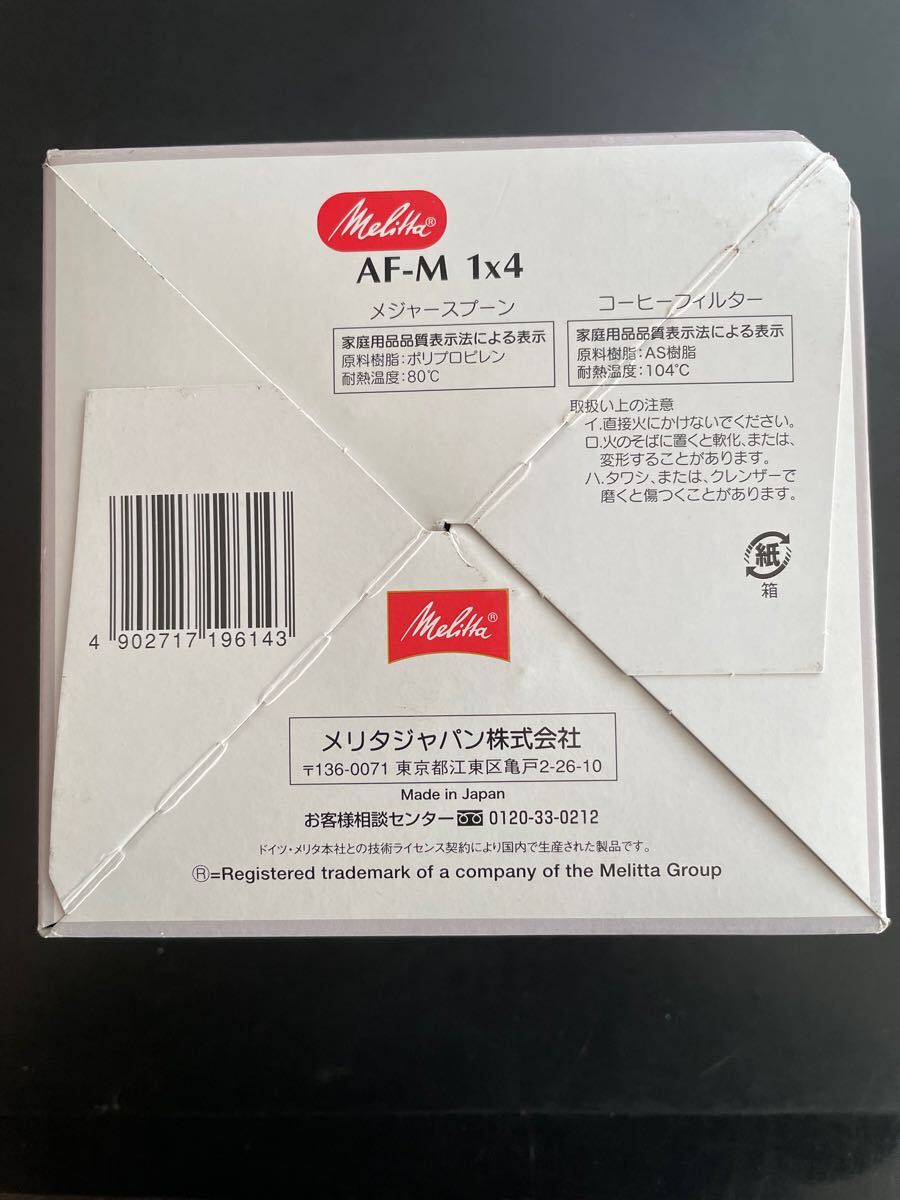 Melitta®
AF-M 1x4
メジャースプーン
家庭用品品質表示法による表示
原料樹脂:ポリプロピレン
耐熱温度:80℃
コーヒーフィルター
家庭用品品質表示法による表示
原料樹脂:AS樹脂
耐熱温度:104℃
取扱い上の注意
イ.直接火にかけないでください。
ロ.火のそばに置くと軟化、または、
変形することがあります。
ハ.タワシ、または、クレンザーで
磨くと傷つくことがあります。
紙
箱
4 902717 196143
Melitta®
メリタジャパン株式会社
〒136-0071 東京都江東区亀戸2-26-10
Made in Japan
お客様相談センター 0120-33-0212
ドイツ・メリタ本社との技術ライセンス契約により国内で生産された製品です。
Ⓡ=Registered trademark of a company of the Melitta Group